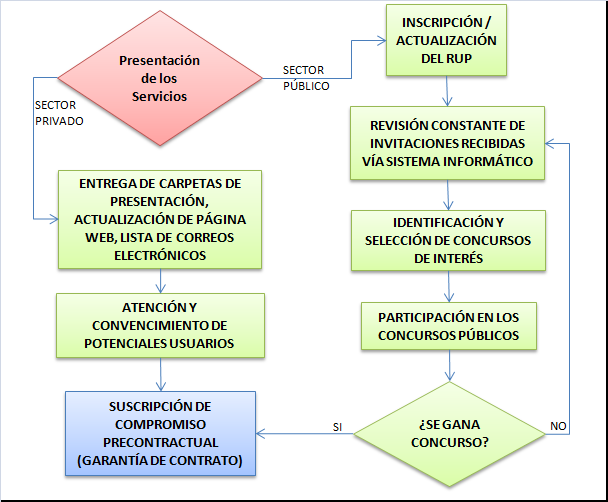 Presentación
de los
Servicios
SECTOR
PRIVADO
SECTOR
PÚBLICO
INSCRIPCIÓN /
ACTUALIZACIÓN
DEL RUP
REVISIÓN CONSTANTE DE
INVITACIONES RECIBIDAS
VÍA SISTEMA INFORMÁTICO
ENTREGA DE CARPETAS DE
PRESENTACIÓN,
ACTUALIZACIÓN DE PÁGINA
WEB, LISTA DE CORREOS
ELECTRÓNICOS
IDENTIFICACIÓN Y
SELECCIÓN DE CONCURSOS
DE INTERÉS
ATENCIÓN Y
CONVENCIMIENTO DE
POTENCIALES USUARIOS
PARTICIPACIÓN EN LOS
CONCURSOS PÚBLICOS
SUSCRIPCIÓN DE
COMPROMISO
PRECONTRACTUAL
(GARANTÍA DE CONTRATO)
SI
¿SE GANA
CONCURSO?
NO